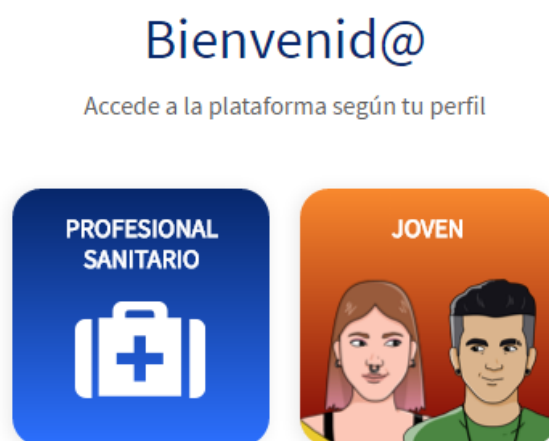 Bienvenid@
Accede a la plataforma según tu perfil
PROFESIONAL
SANITARIO
JOVEN